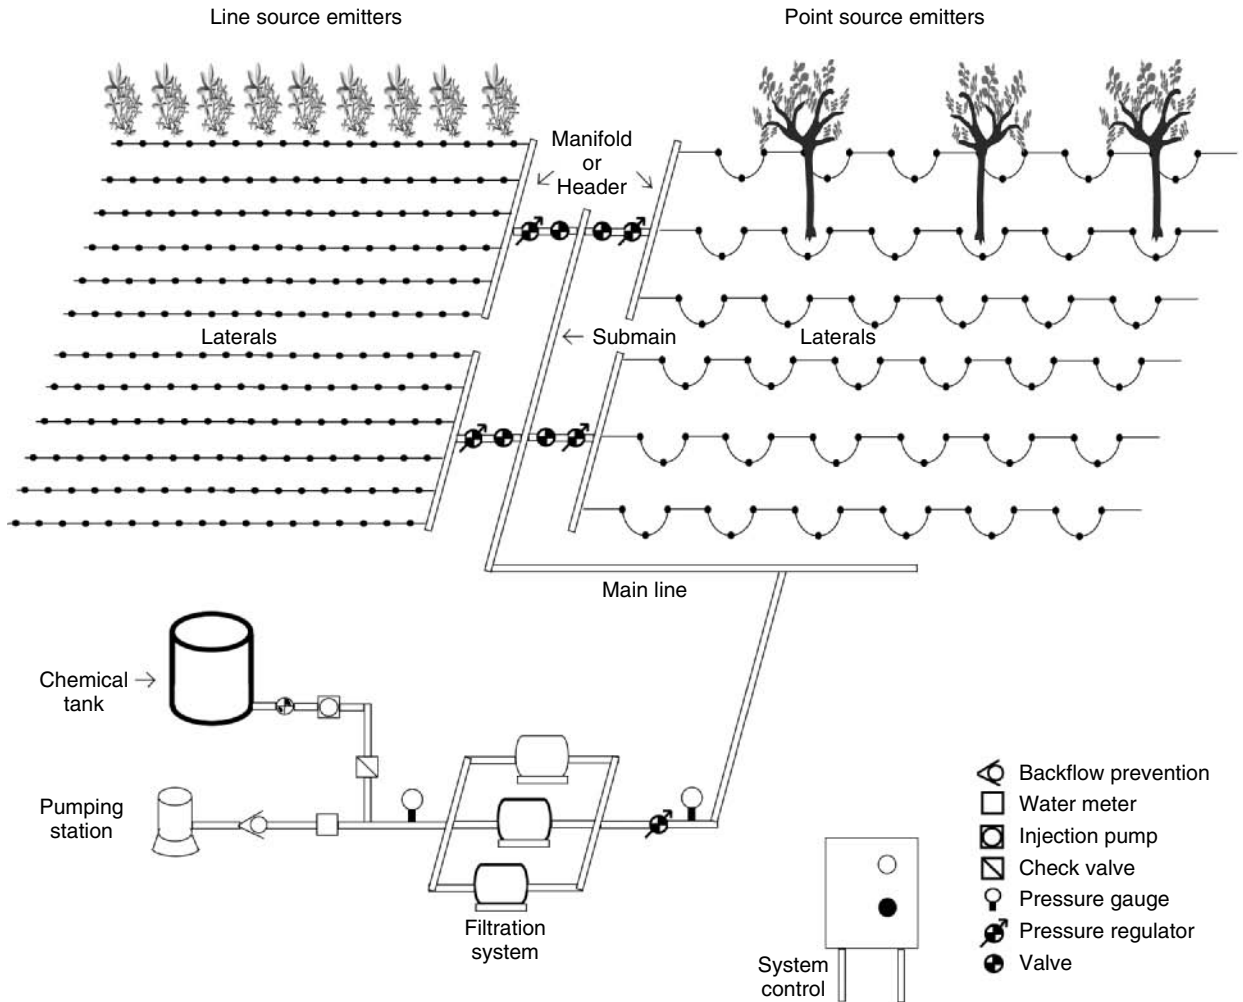 Line source emitters
Point source emitters
Manifold
or
Header
Laterals
Submain
Laterals
Main line
Chemical
tank
Pumping
station
Filtration
system
System
control
Backflow prevention
Water meter
Injection pump
Check valve
Pressure gauge
Pressure regulator
Valve